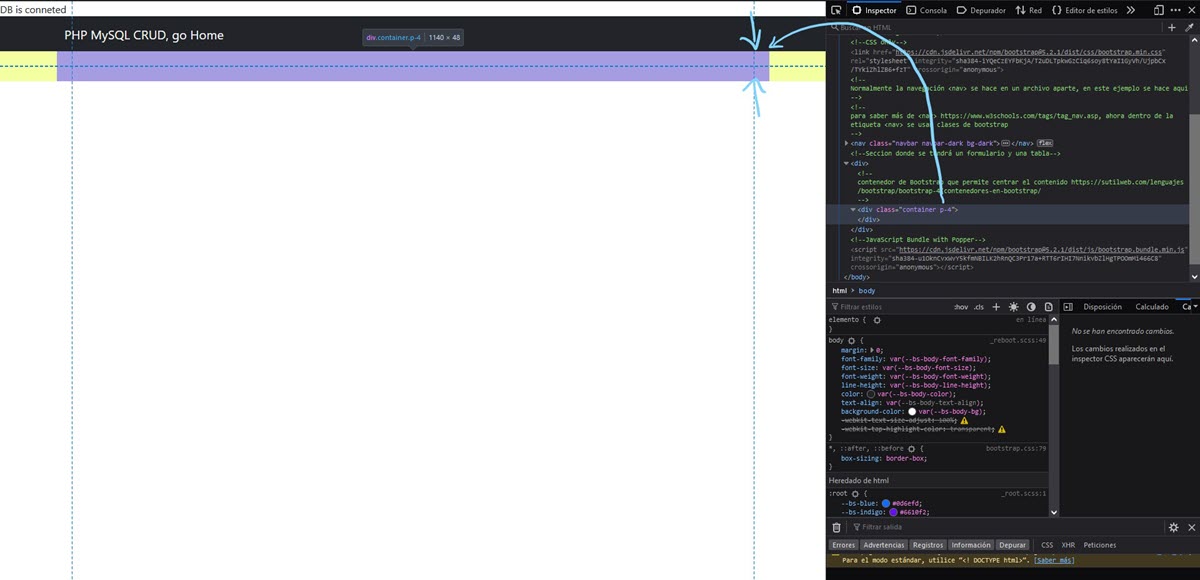 DB is conneted
PHP MySQL CRUD, go Home
div.container.p-4 | 1140 × 48
Inspector
Consola
Depurador
Red
Editor de estilos
Buscar en HTML
<!--CSS only-->
<link href="https://cdn.jsdelivr.net/npm/bootstrap@5.2.1/dist/css/bootstrap.min.css"
rel="stylesheet"
crossorigin="anonymous">
<!--
Normalmente la navegación <nav> se hace en un archivo aparte, en este ejemplo se hace aqui
-->
<!--
para saber más de <nav> https://www.w3schools.com/tags/tag_nav.asp, ahora dentro de la
etiqueta <nav> se usan clases de bootstrap
-->
<nav class="navbar navbar-dark bg-dark"> </nav> flex
<!--Seccion donde se tendrá un formulario y una tabla-->
<div>
<!--
contenedor de Bootstrap que permite centrar el contenido https://sutilweb.com/lenguajes
/bootstrap/bootstrap-4/contenedores-en-bootstrap/
-->
<div class="container p-4">
</div>
</div>
<!--JavaScript Bundle with Popper-->
<script src="https://cdn.jsdelivr.net/npm/bootstrap@5.2.1/dist/js/bootstrap.bundle.min.js"
crossorigin="anonymous"></script>
</body>
html > body
Filtrar estilos
:hov .cls
Disposición
Calculado
elemento {
en línea
}
body {
_reboot.scss:48
margin: 0;
font-family: var(--bs-body-font-family);
font-size: var(--bs-body-font-size);
font-weight: var(--bs-body-font-weight);
line-height: var(--bs-body-line-height);
color: var(--bs-body-color);
text-align: var(--bs-body-text-align);
background-color: var(--bs-body-bg);
-webkit-text-size-adjust: 100%;
-webkit-tap-highlight-color: transparent;
}
*, ::after, ::before {
bootstrap.css:79
box-sizing: border-box;
}
Heredado de html
:root {
_root.scss:1
--bs-blue: #0d6efd;
--bs-indigo: #6610f2;
No se han encontrado cambios.
Los cambios realizados en el
inspector CSS aparecerán aquí.
Filtrar salida
Errores
Advertencias
Registros
Información
Depurar
CSS
XHR
Peticiones
Para el modo estándar, utilice “<! DOCTYPE html>”. [Saber más]